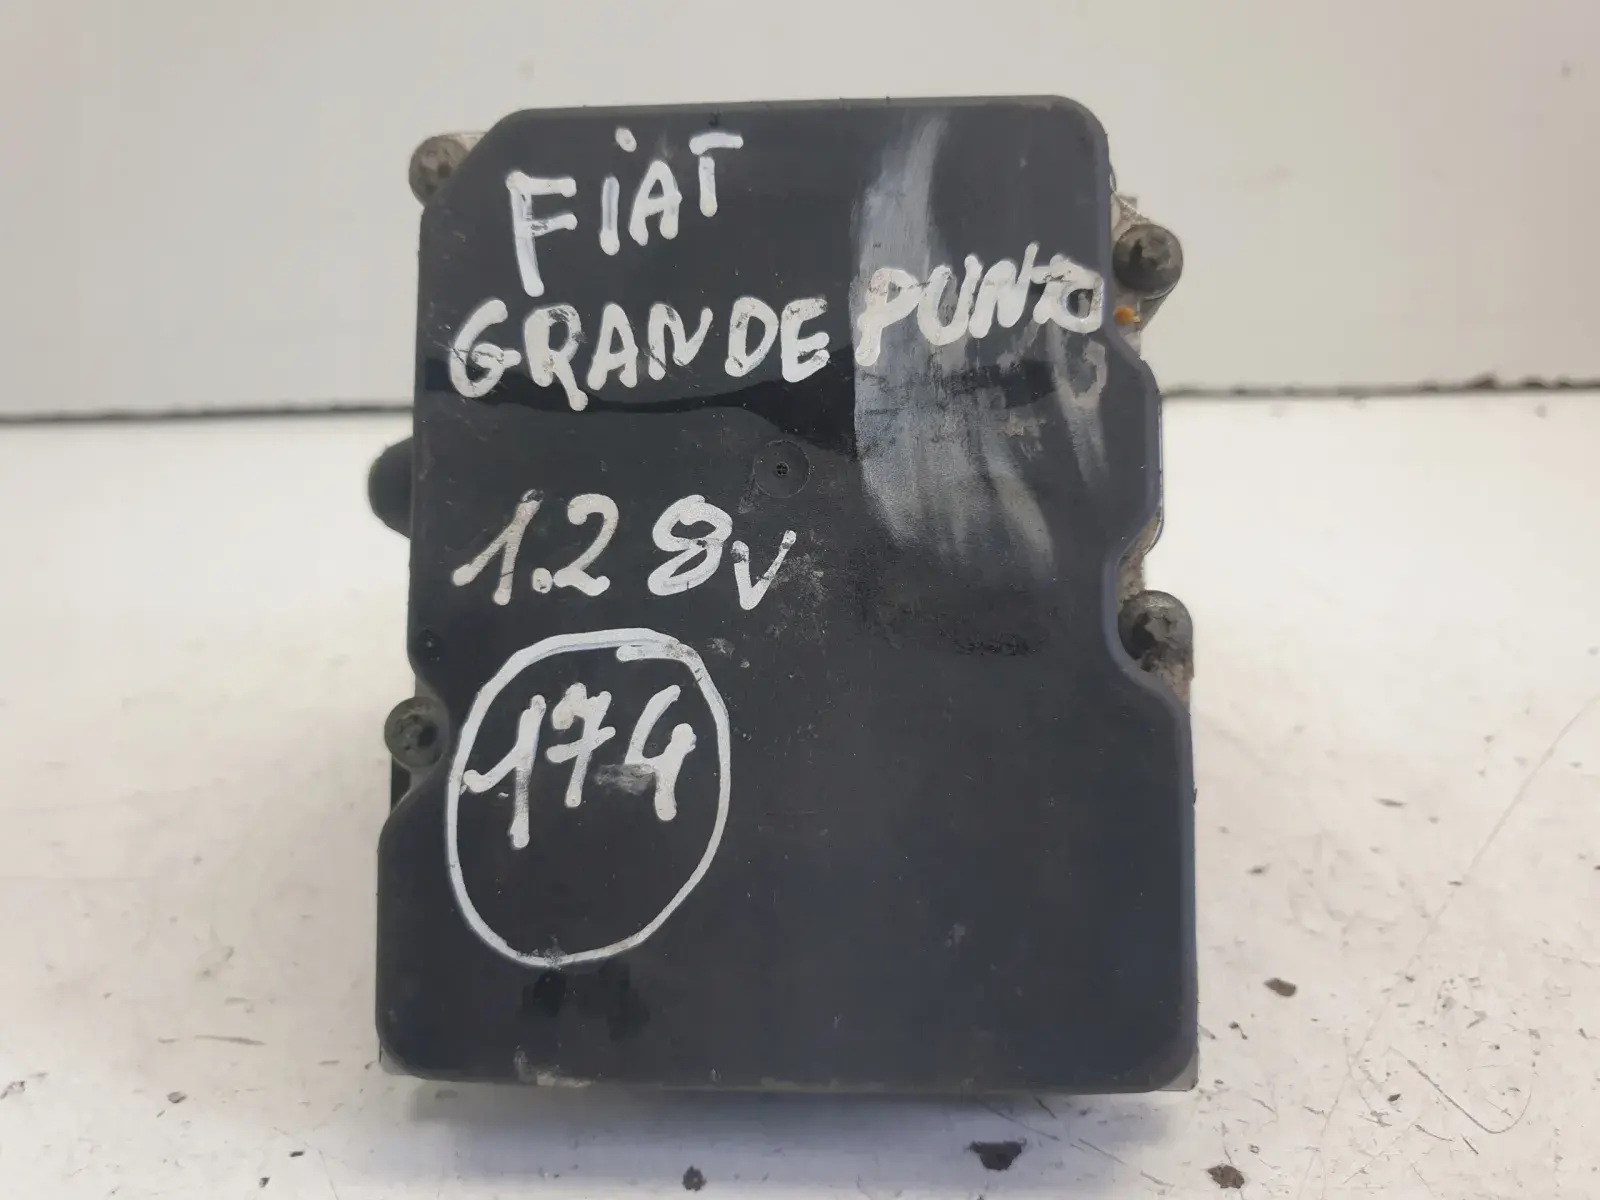 FiAT
GRANDE PUNTO
1.2 8v
174